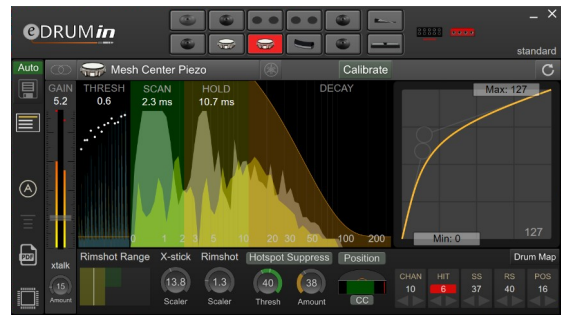 eDRUMin
standard
Auto
Mesh Center Piezo
Calibrate
GAIN
5.2
THRESH
0.6
SCAN
2.3 ms
HOLD
10.7 ms
DECAY
Max: 127
0 1 2 3 5 10 20 30 50 100 200
Min: 0
127
A
PDF
xtalk
15
Amount
Rimshot Range
X-stick
Rimshot
Hotspot Suppress
Position
Drum Map
13.8
Scaler
1.3
Scaler
40
Thresh
38
Amount
CC
CHAN HIT SS RS POS
10 6 37 40 16